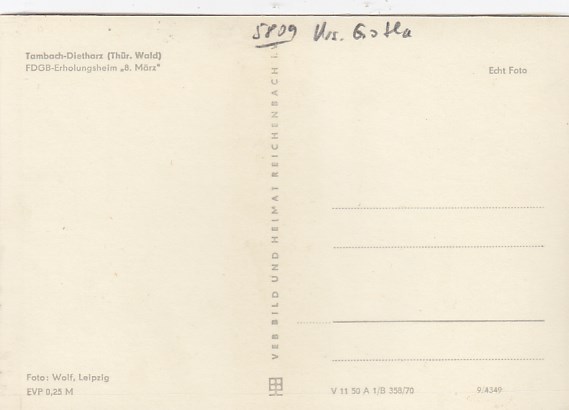 5809 Krs. Gotha
Tambach-Dietharz (Thür. Wald)
FDGB-Erholungsheim „8. März"
Echt Foto
VEB BILD UND HEIMAT REICHENBACH i.V.
Foto: Wolf, Leipzig
EVP 0,25 M
V 11 50 A 1/B 358/70
9/4349